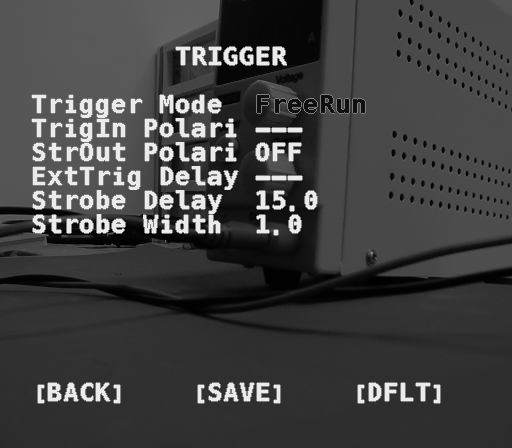 TRIGGER
Trigger Mode FreeRun
TrigIn Polari ---
StrOut Polari OFF
ExtTrig Delay ---
Strobe Delay 15.0
Strobe Width 1.0
[BACK] [SAVE] [DFLT]